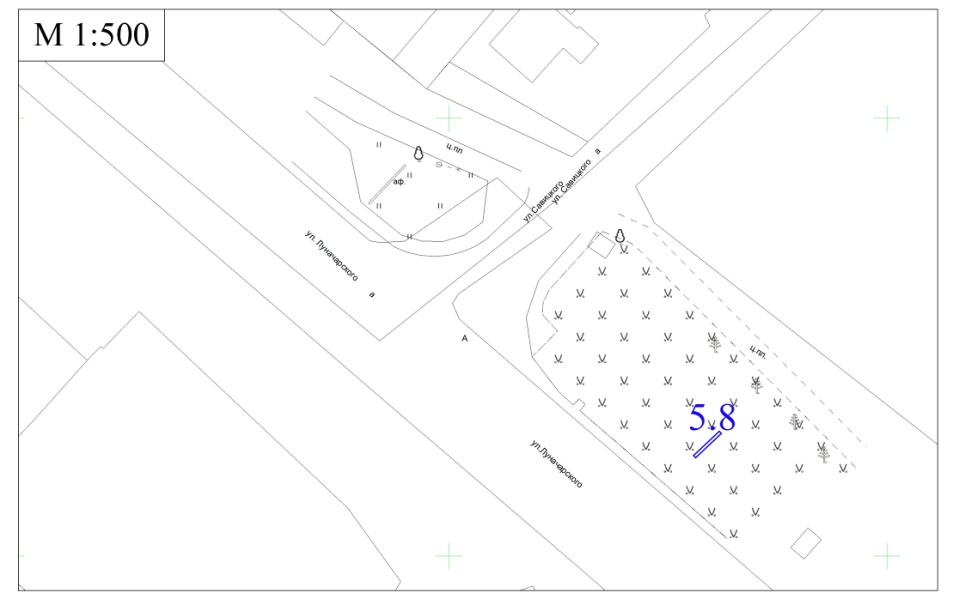 М 1:500
ц.пп
аф.
ул.Савицкого
ул. Савицкого
а
ул. Луначарского
а
А
ц.пп.
5.8
ул.Луначарского